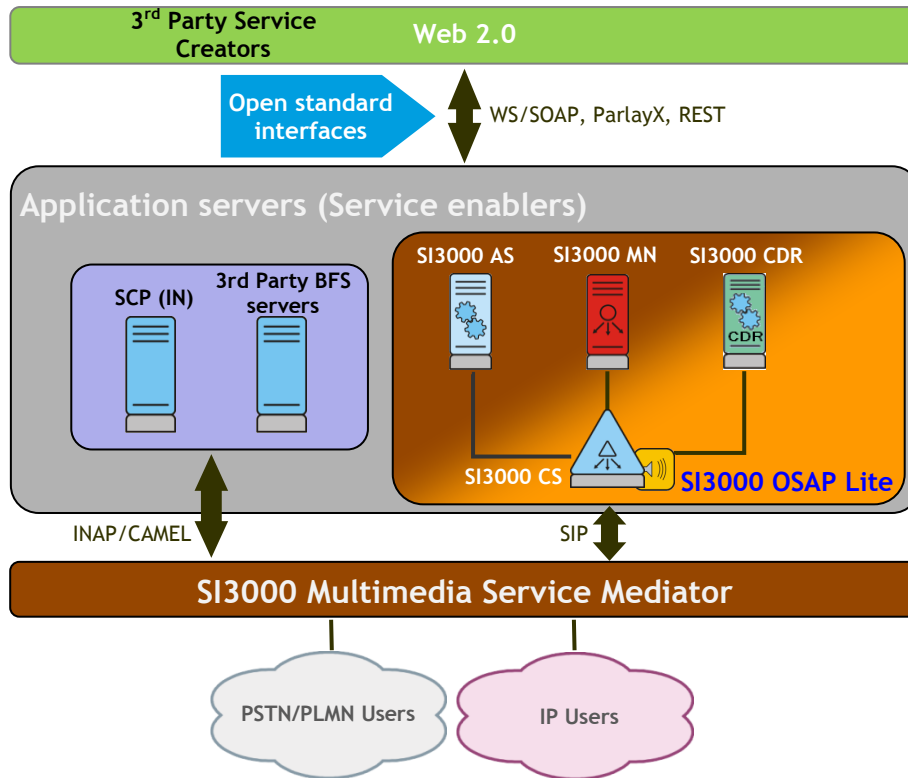 3rd Party Service
Creators
Web 2.0
Open standard
interfaces
WS/SOAP, ParlayX, REST
Application servers (Service enablers)
SCP (IN)
3rd Party BFS
servers
SI3000 AS
SI3000 MN
SI3000 CDR
CDR
SI3000 CS
SI3000 OSAP Lite
INAP/CAMEL
SIP
SI3000 Multimedia Service Mediator
PSTN/PLMN Users
IP Users